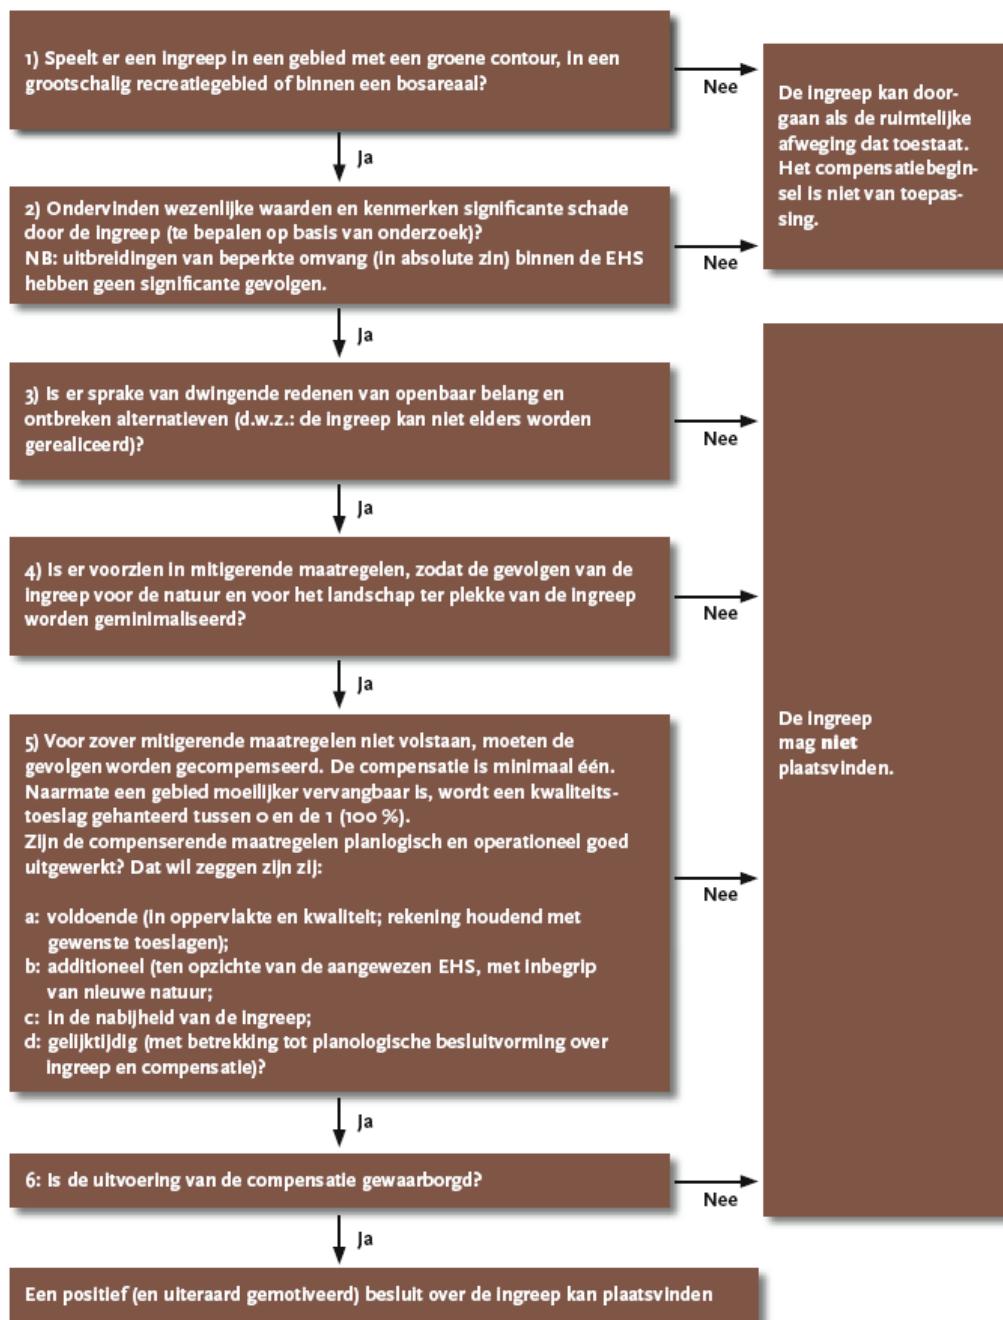 1) Speelt er een ingreep in een gebied met een groene contour, in een
grootschalig recreatiegebied of binnen een bosareaal?
Nee
De ingreep kan door-
gaan als de ruimtelijke
afweging dat toestaat.
Het compensatiebegin-
sel is niet van toepas-
sing.
Ja
2) Ondervinden wezenlijke waarden en kenmerken significante schade
door de ingreep (te bepalen op basis van onderzoek)?
NB: uitbreidingen van beperkte omvang (in absolute zin) binnen de EHS
hebben geen significante gevolgen.
Nee
Ja
3) Is er sprake van dwingende redenen van openbaar belang en
ontbreken alternatieven (d.w.z.: de ingreep kan niet elders worden
gerealiceerd)?
Nee
Ja
4) Is er voorzien in mitigerende maatregelen, zodat de gevolgen van de
ingreep voor de natuur en voor het landschap ter plekke van de ingreep
worden geminimaliseerd?
Nee
Ja
De ingreep
mag niet
plaatsvinden.
5) Voor zover mitigerende maatregelen niet volstaan, moeten de
gevolgen worden gecompemseerd. De compensatie is minimaal één.
Naarmate een gebied moeilijker vervangbaar is, wordt een kwaliteits-
toeslag gehanteerd tussen 0 en de 1 (100 %).
Zijn de compenserende maatregelen planlogisch en operationeel goed
uitgewerkt? Dat wil zeggen zijn zij:
a: voldoende (in oppervlakte en kwaliteit; rekening houdend met
gewenste toeslagen);
b: additioneel (ten opzichte van de aangewezen EHS, met inbegrip
van nieuwe natuur;
c: in de nabijheid van de ingreep;
d: gelijktijdig (met betrekking tot planologische besluitvorming over
ingreep en compensatie)?
Nee
Ja
6: Is de uitvoering van de compensatie gewaarborgd?
Nee
Ja
Een positief (en uiteraard gemotiveerd) besluit over de ingreep kan plaatsvinden